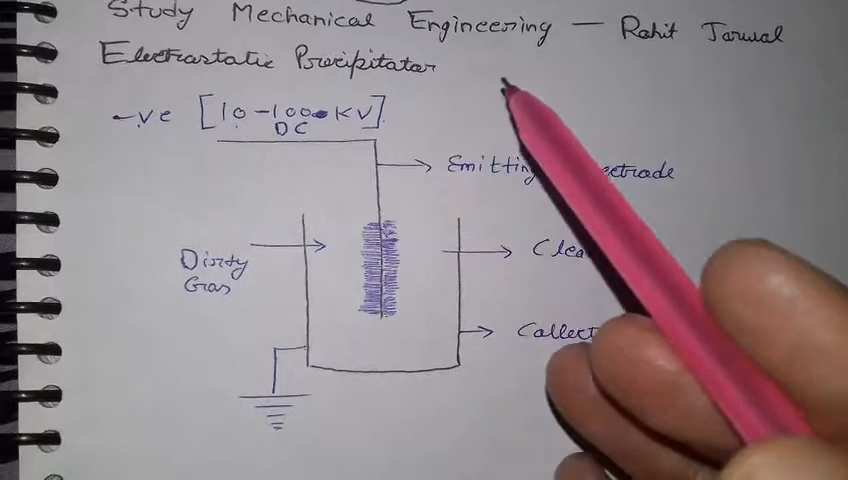 Study Mechanical Engineering — Rohit Jarwal
Electrostatic Precipitator
-ve [10-100 KV]
DC
Emitting
Dirty
Gas